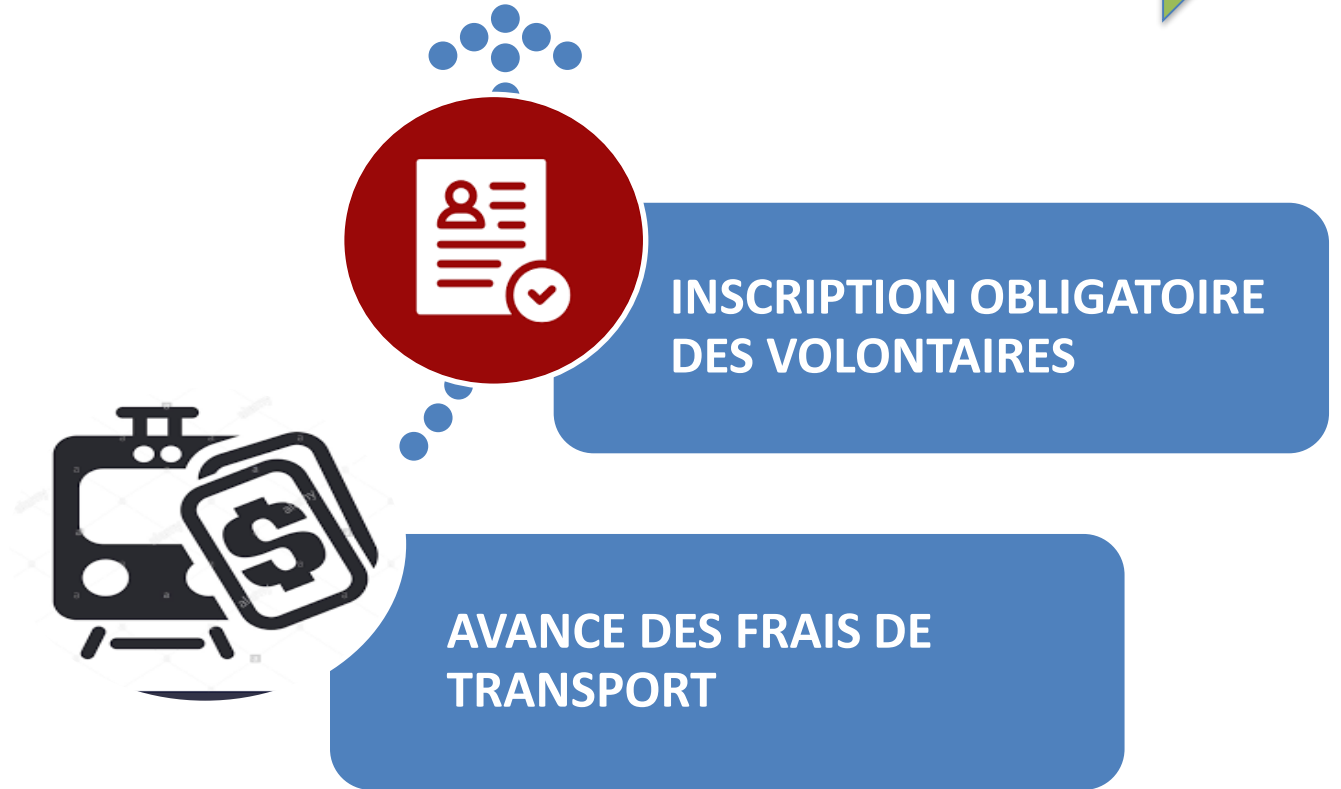 INSCRIPTION OBLIGATOIRE
DES VOLONTAIRES
$
AVANCE DES FRAIS DE
TRANSPORT